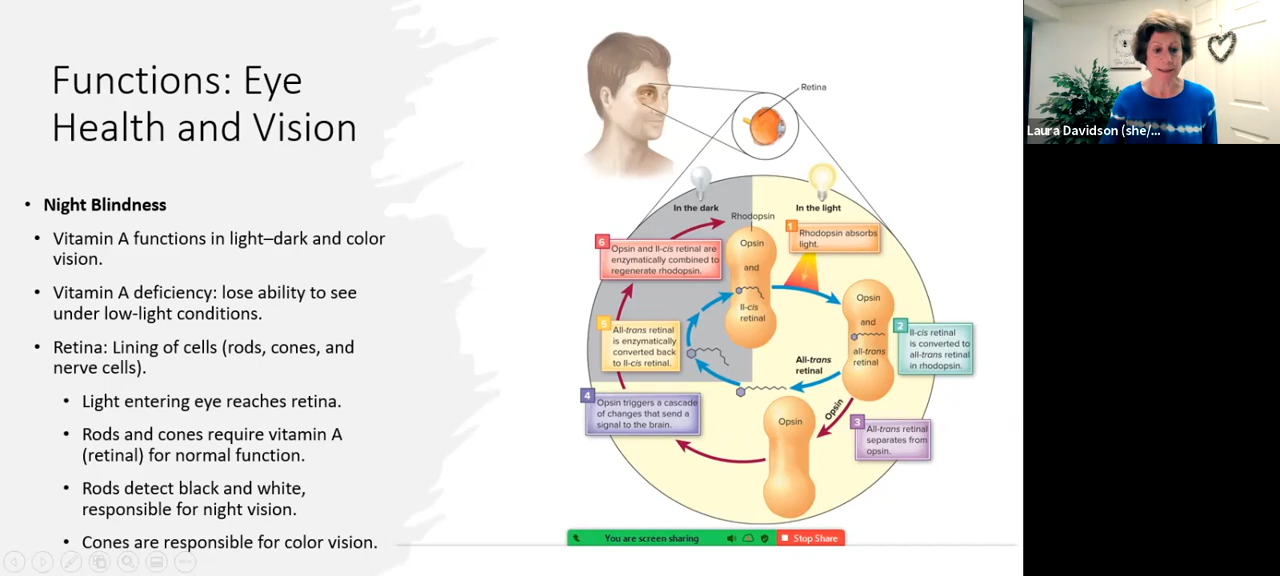 Functions: Eye
Health and Vision
• Night Blindness
• Vitamin A functions in light–dark and color
vision.
• Vitamin A deficiency: lose ability to see
under low-light conditions.
• Retina: Lining of cells (rods, cones, and
nerve cells).
• Light entering eye reaches retina.
• Rods and cones require vitamin A
(retinal) for normal function.
• Rods detect black and white,
responsible for night vision.
• Cones are responsible for color vision.
Retina
In the dark
In the light
Rhodopsin
1
Rhodopsin absorbs
light.
6
Opsin and ll-cis retinal are
enzymatically combined to
regenerate rhodopsin.
Opsin
and
ll-cis
retinal
Opsin
and
all-trans
retinal
2
ll-cis retinal
is converted to
all-trans retinal
in rhodopsin.
5
All-trans retinal
is enzymatically
converted back
to ll-cis retinal.
All-trans
retinal
4
Opsin triggers a cascade
of changes that send a
signal to the brain.
Opsin
Opsin
3
All-trans retinal
separates from
opsin.
You are screen sharing
Stop Share
Laura Davidson (she/...